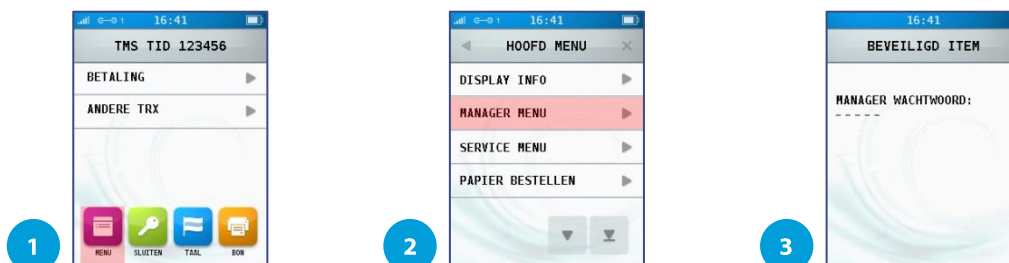 16:41
TMS TID 123456
BETALING
ANDERE TRX
MENU SLUITEN TAAL BON
1
16:41
HOOFD MENU
DISPLAY INFO
MANAGER MENU
SERVICE MENU
PAPIER BESTELLEN
2
16:41
BEVEILIGD ITEM
MANAGER WACHTWOORD:
- - - - -
3